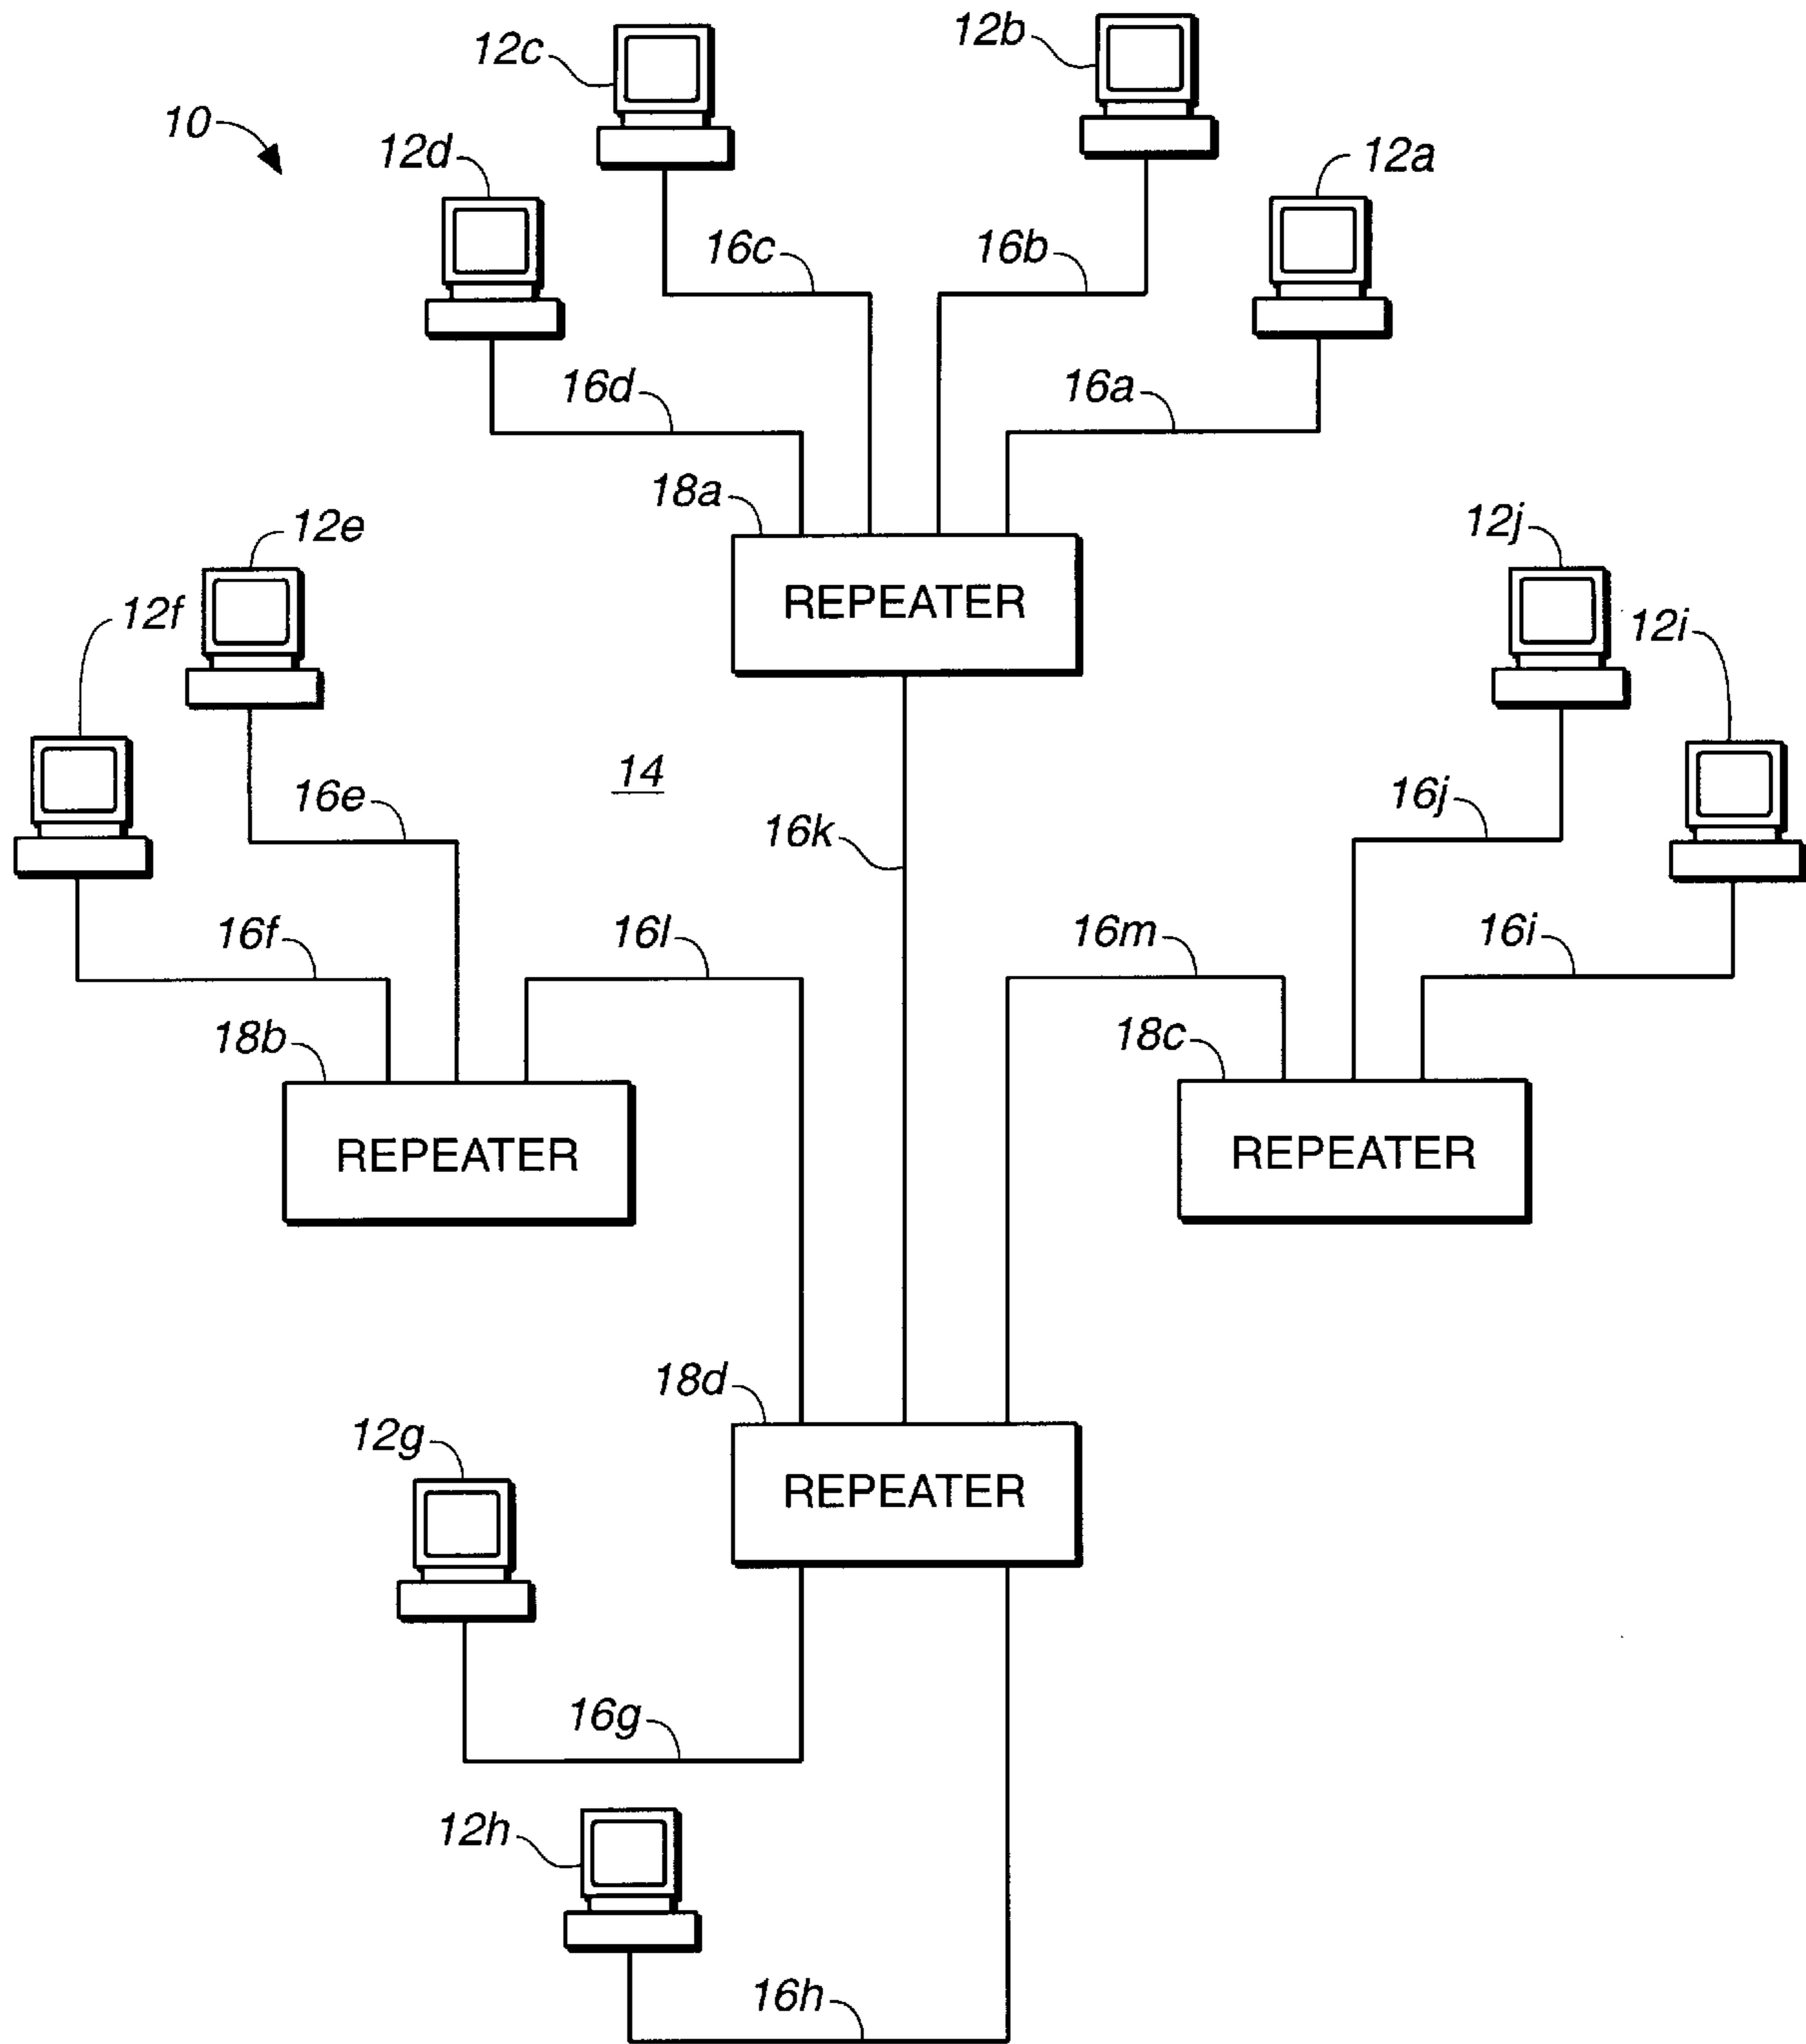 12c
12b
10
12d
12a
16c
16b
16d
16a
18a
12e
12j
REPEATER
12f
12i
14
16e
16j
16k
16f
16l
16m
16i
18b
18c
REPEATER
REPEATER
18d
12g
REPEATER
16g
12h
16h